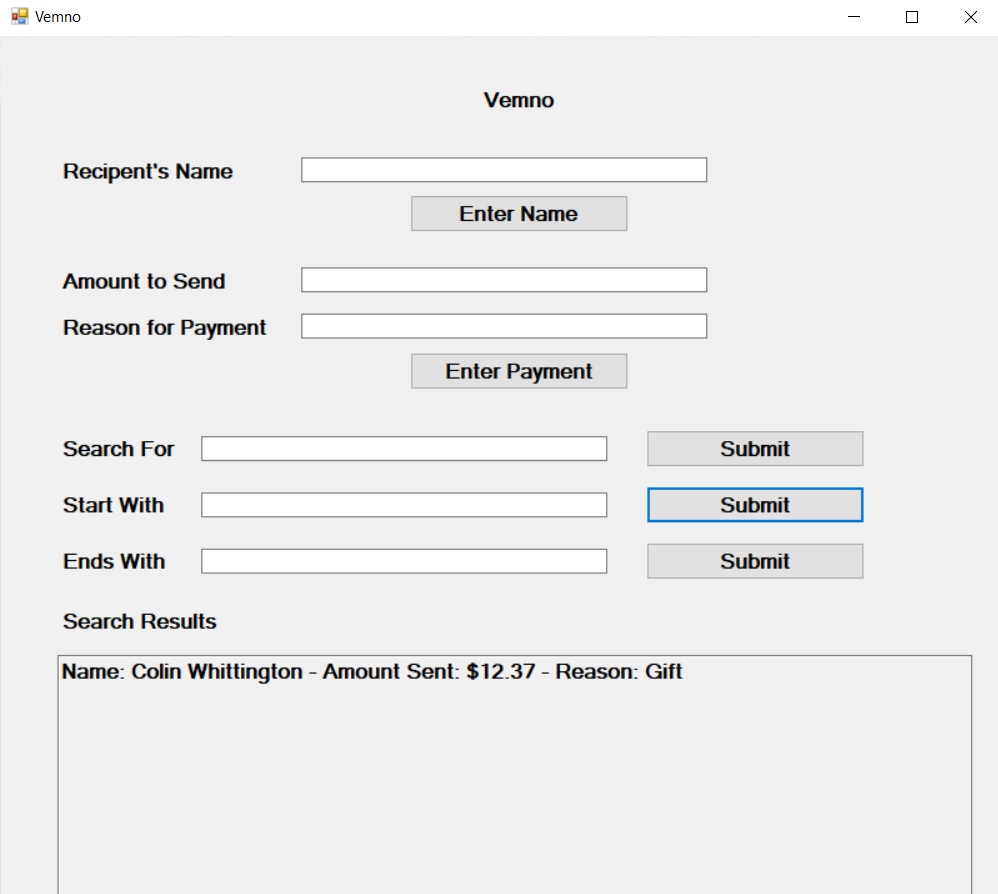 Vemno
Vemno
Recipent's Name
Enter Name
Amount to Send
Reason for Payment
Enter Payment
Search For
Submit
Start With
Submit
Ends With
Submit
Search Results
Name: Colin Whittington - Amount Sent: $12.37 - Reason: Gift